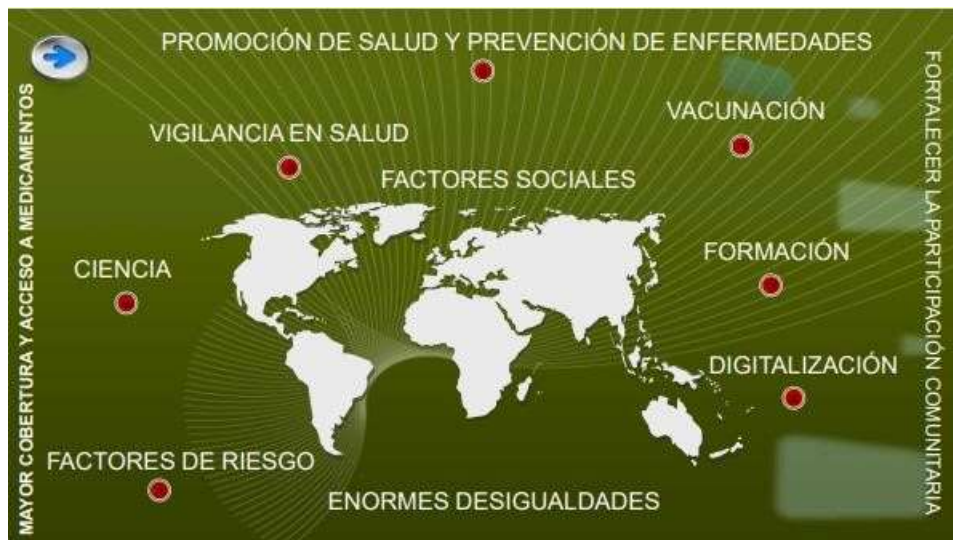 PROMOCIÓN DE SALUD Y PREVENCIÓN DE ENFERMEDADES
VACUNACIÓN
VIGILANCIA EN SALUD
FACTORES SOCIALES
FORMACIÓN
CIENCIA
DIGITALIZACIÓN
FACTORES DE RIESGO
ENORMES DESIGUALDADES
MAYOR COBERTURA Y ACCESO A MEDICAMENTOS
FORTALECER LA PARTICIPACIÓN COMUNITARIA